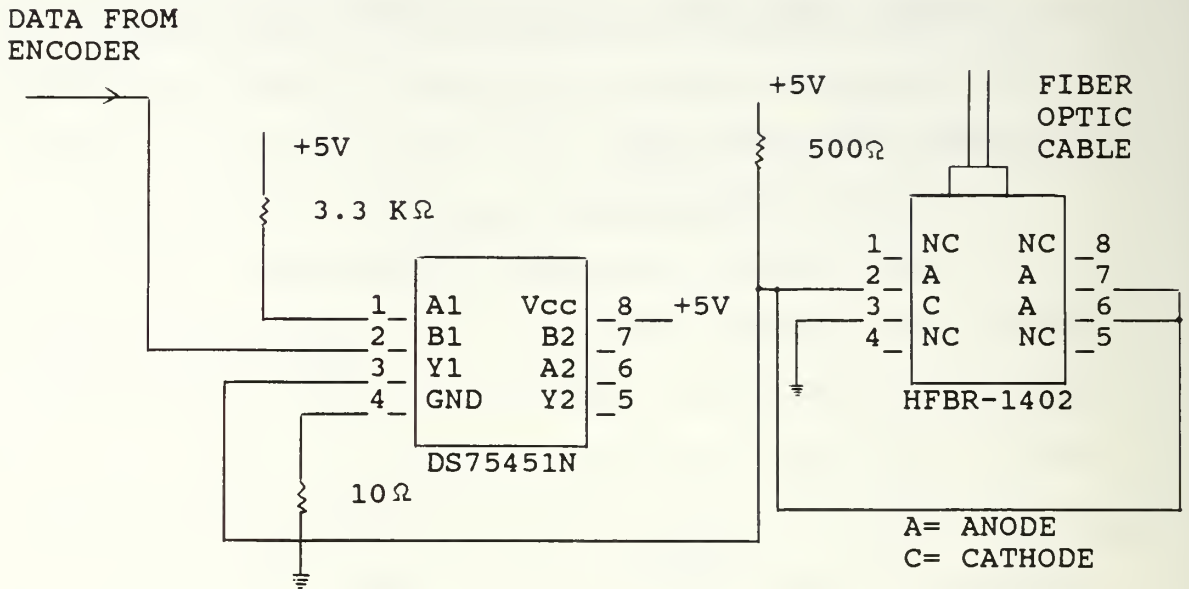 DATA FROM
ENCODER
+5V
3.3 KΩ
1 A1 Vcc 8 +5V
2 B1 B2 7
3 Y1 A2 6
4 GND Y2 5
DS75451N
10Ω
+5V
500Ω
FIBER
OPTIC
CABLE
1 NC NC 8
2 A A 7
3 C A 6
4 NC NC 5
HFBR-1402
A= ANODE
C= CATHODE